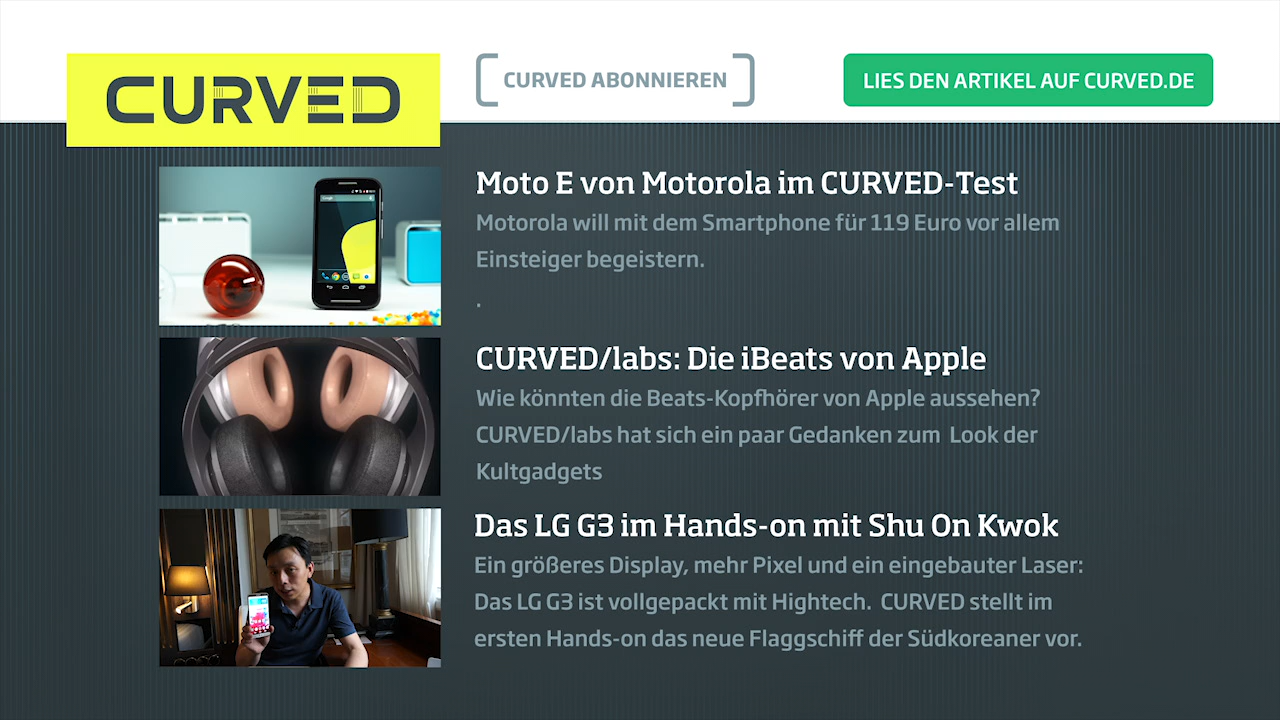 CURVED
CURVED ABONNIEREN
LIES DEN ARTIKEL AUF CURVED.DE
Moto E von Motorola im CURVED-Test
Motorola will mit dem Smartphone für 119 Euro vor allem
Einsteiger begeistern.
.
CURVED/labs: Die iBeats von Apple
Wie könnten die Beats-Kopfhörer von Apple aussehen?
CURVED/labs hat sich ein paar Gedanken zum Look der
Kultgadgets
Das LG G3 im Hands-on mit Shu On Kwok
Ein größeres Display, mehr Pixel und ein eingebauter Laser:
Das LG G3 ist vollgepackt mit Hightech. CURVED stellt im
ersten Hands-on das neue Flaggschiff der Südkoreaner vor.